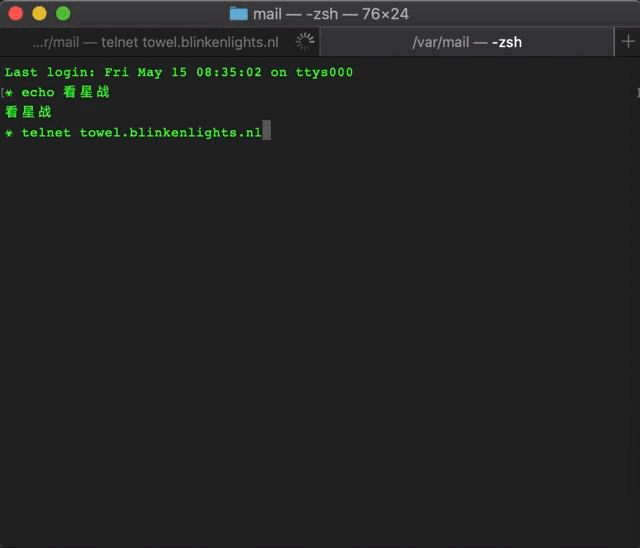 mail — -zsh — 76×24
...r/mail — telnet towel.blinkenlights.nl
/var/mail — -zsh
Last login: Fri May 15 08:35:02 on ttys000
☣ echo 看星战
看星战
☣ telnet towel.blinkenlights.nl